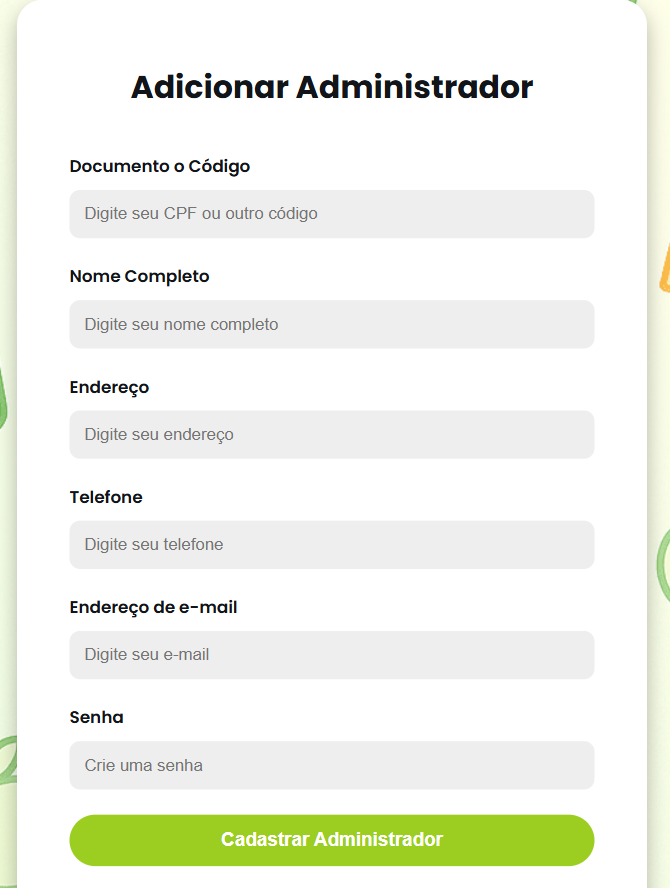 Adicionar Administrador
Documento o Código
Digite seu CPF ou outro código
Nome Completo
Digite seu nome completo
Endereço
Digite seu endereço
Telefone
Digite seu telefone
Endereço de e-mail
Digite seu e-mail
Senha
Crie uma senha
Cadastrar Administrador